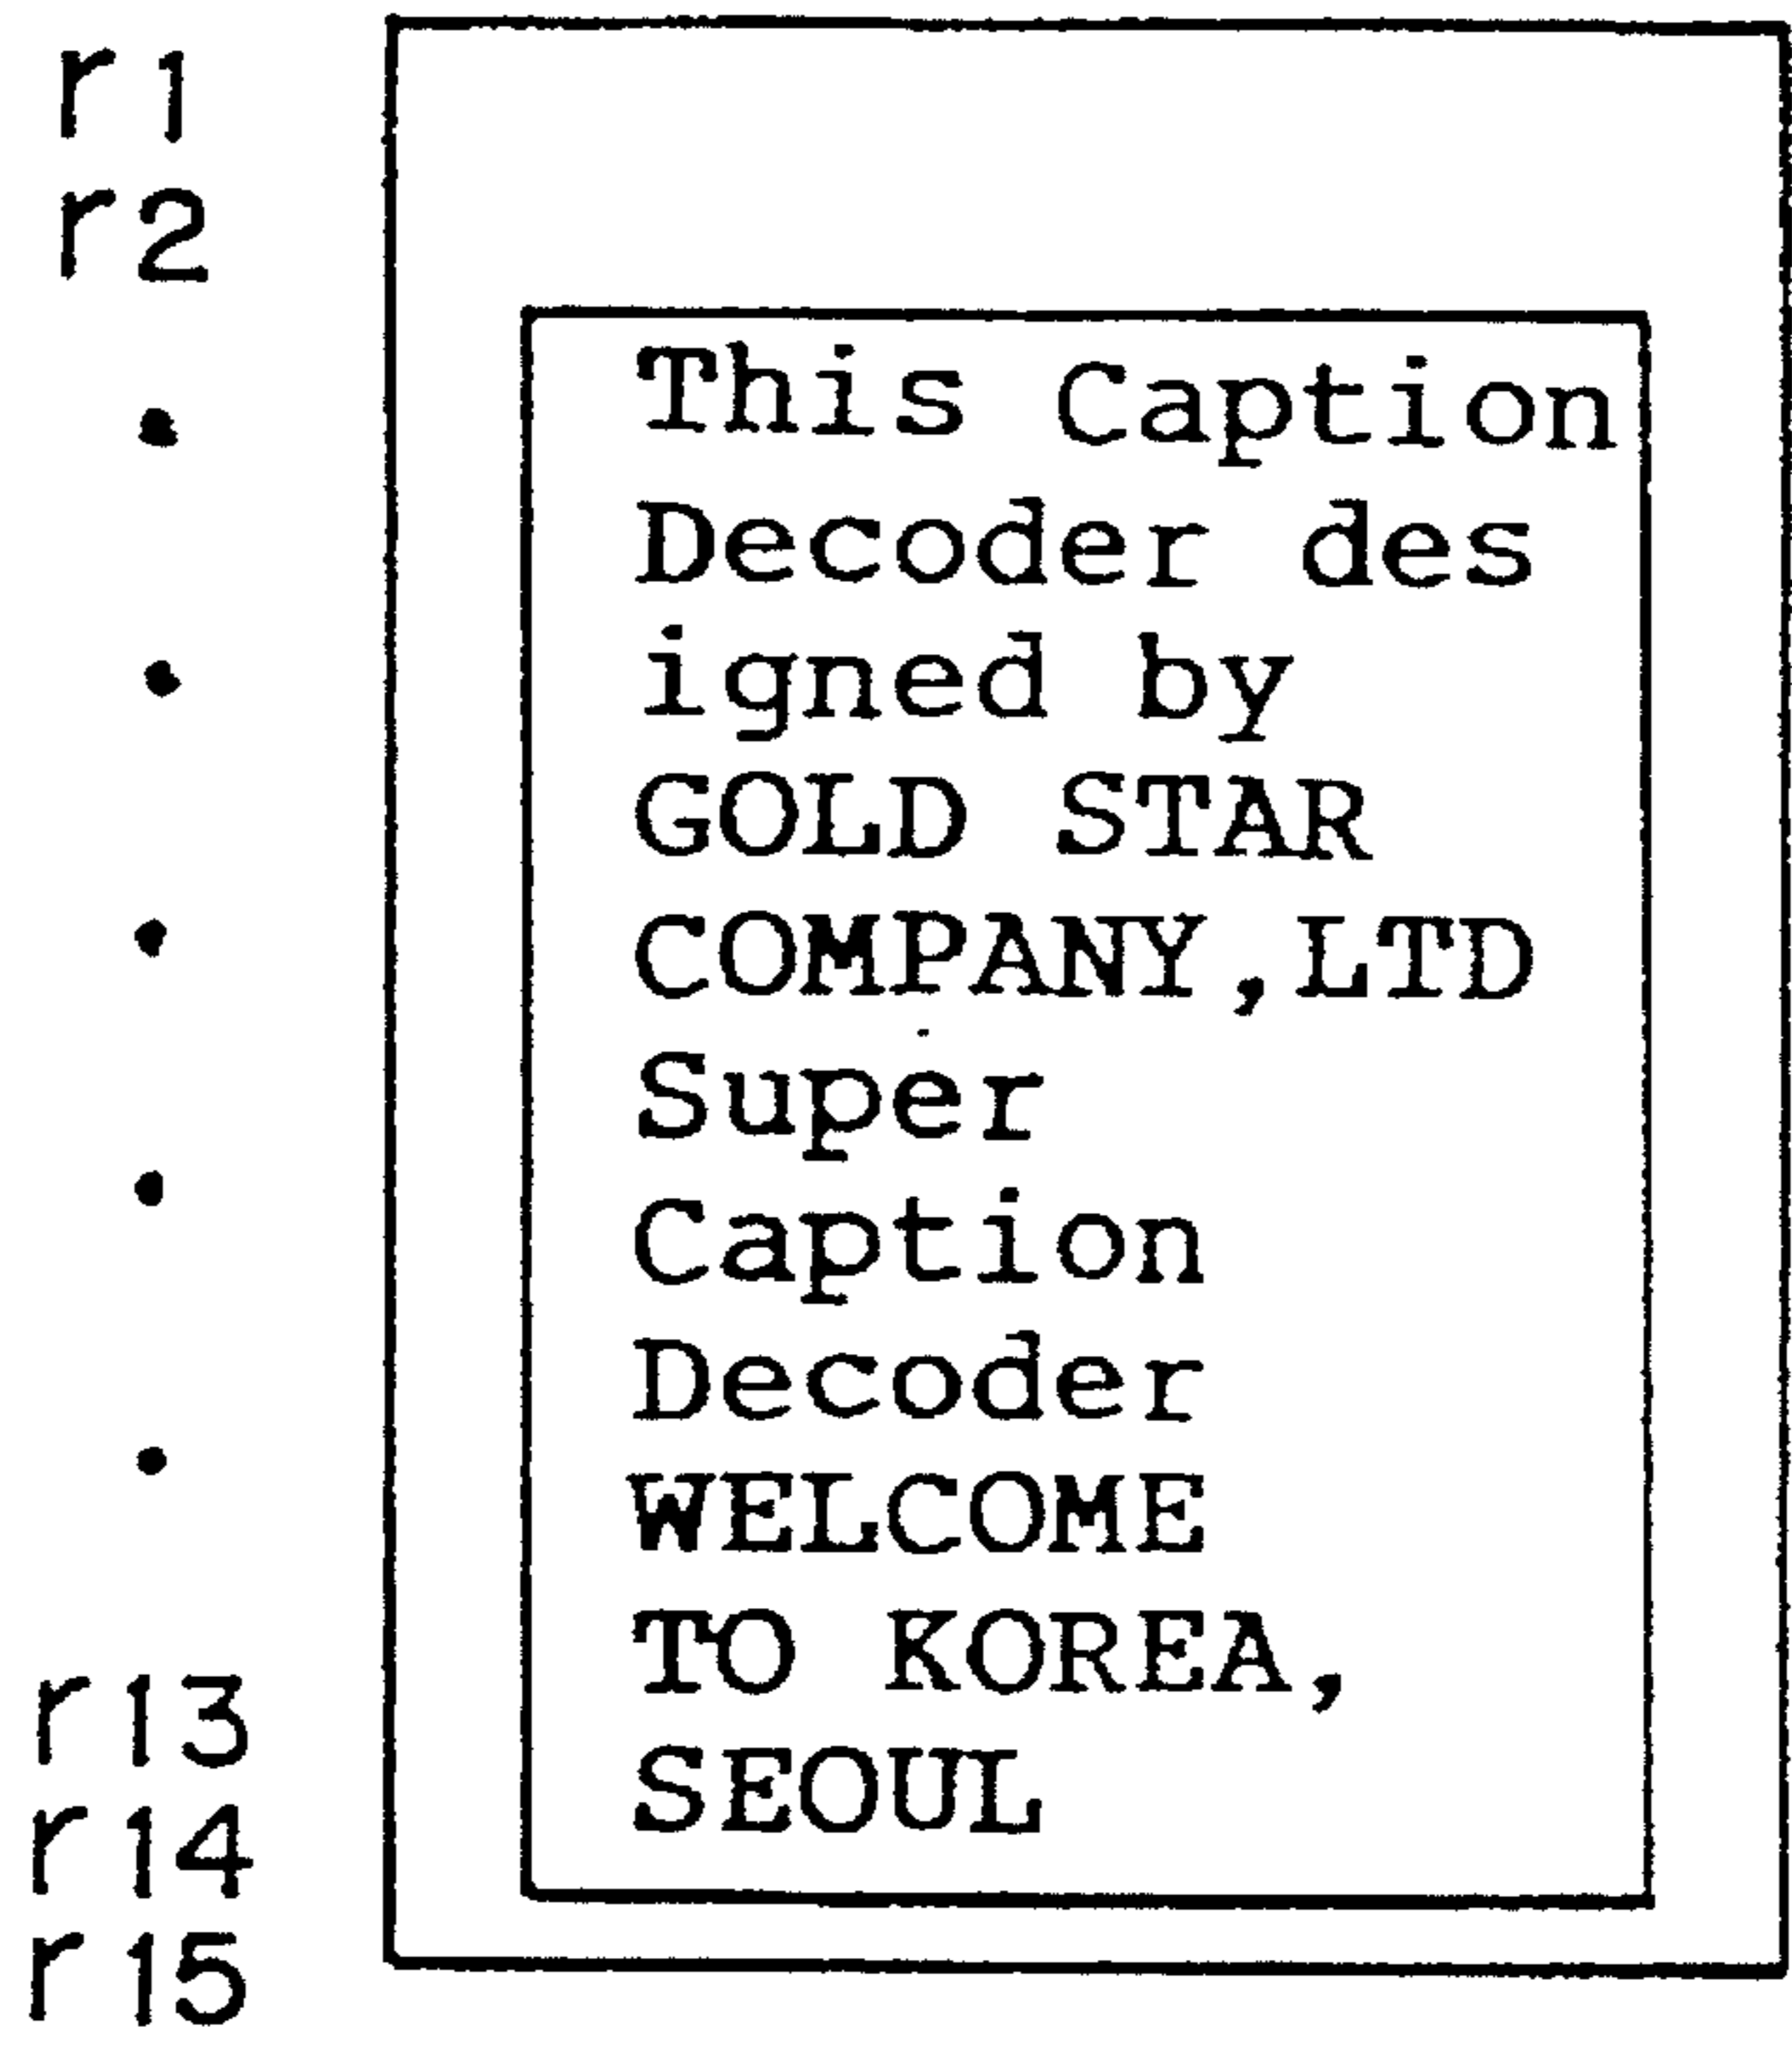 r1
r2
This Caption
Decoder des
igned by
GOLD STAR
COMPANY,LTD
Super
Caption
Decoder
WELCOME
TO KOREA,
SEOUL
r13
r14
r15